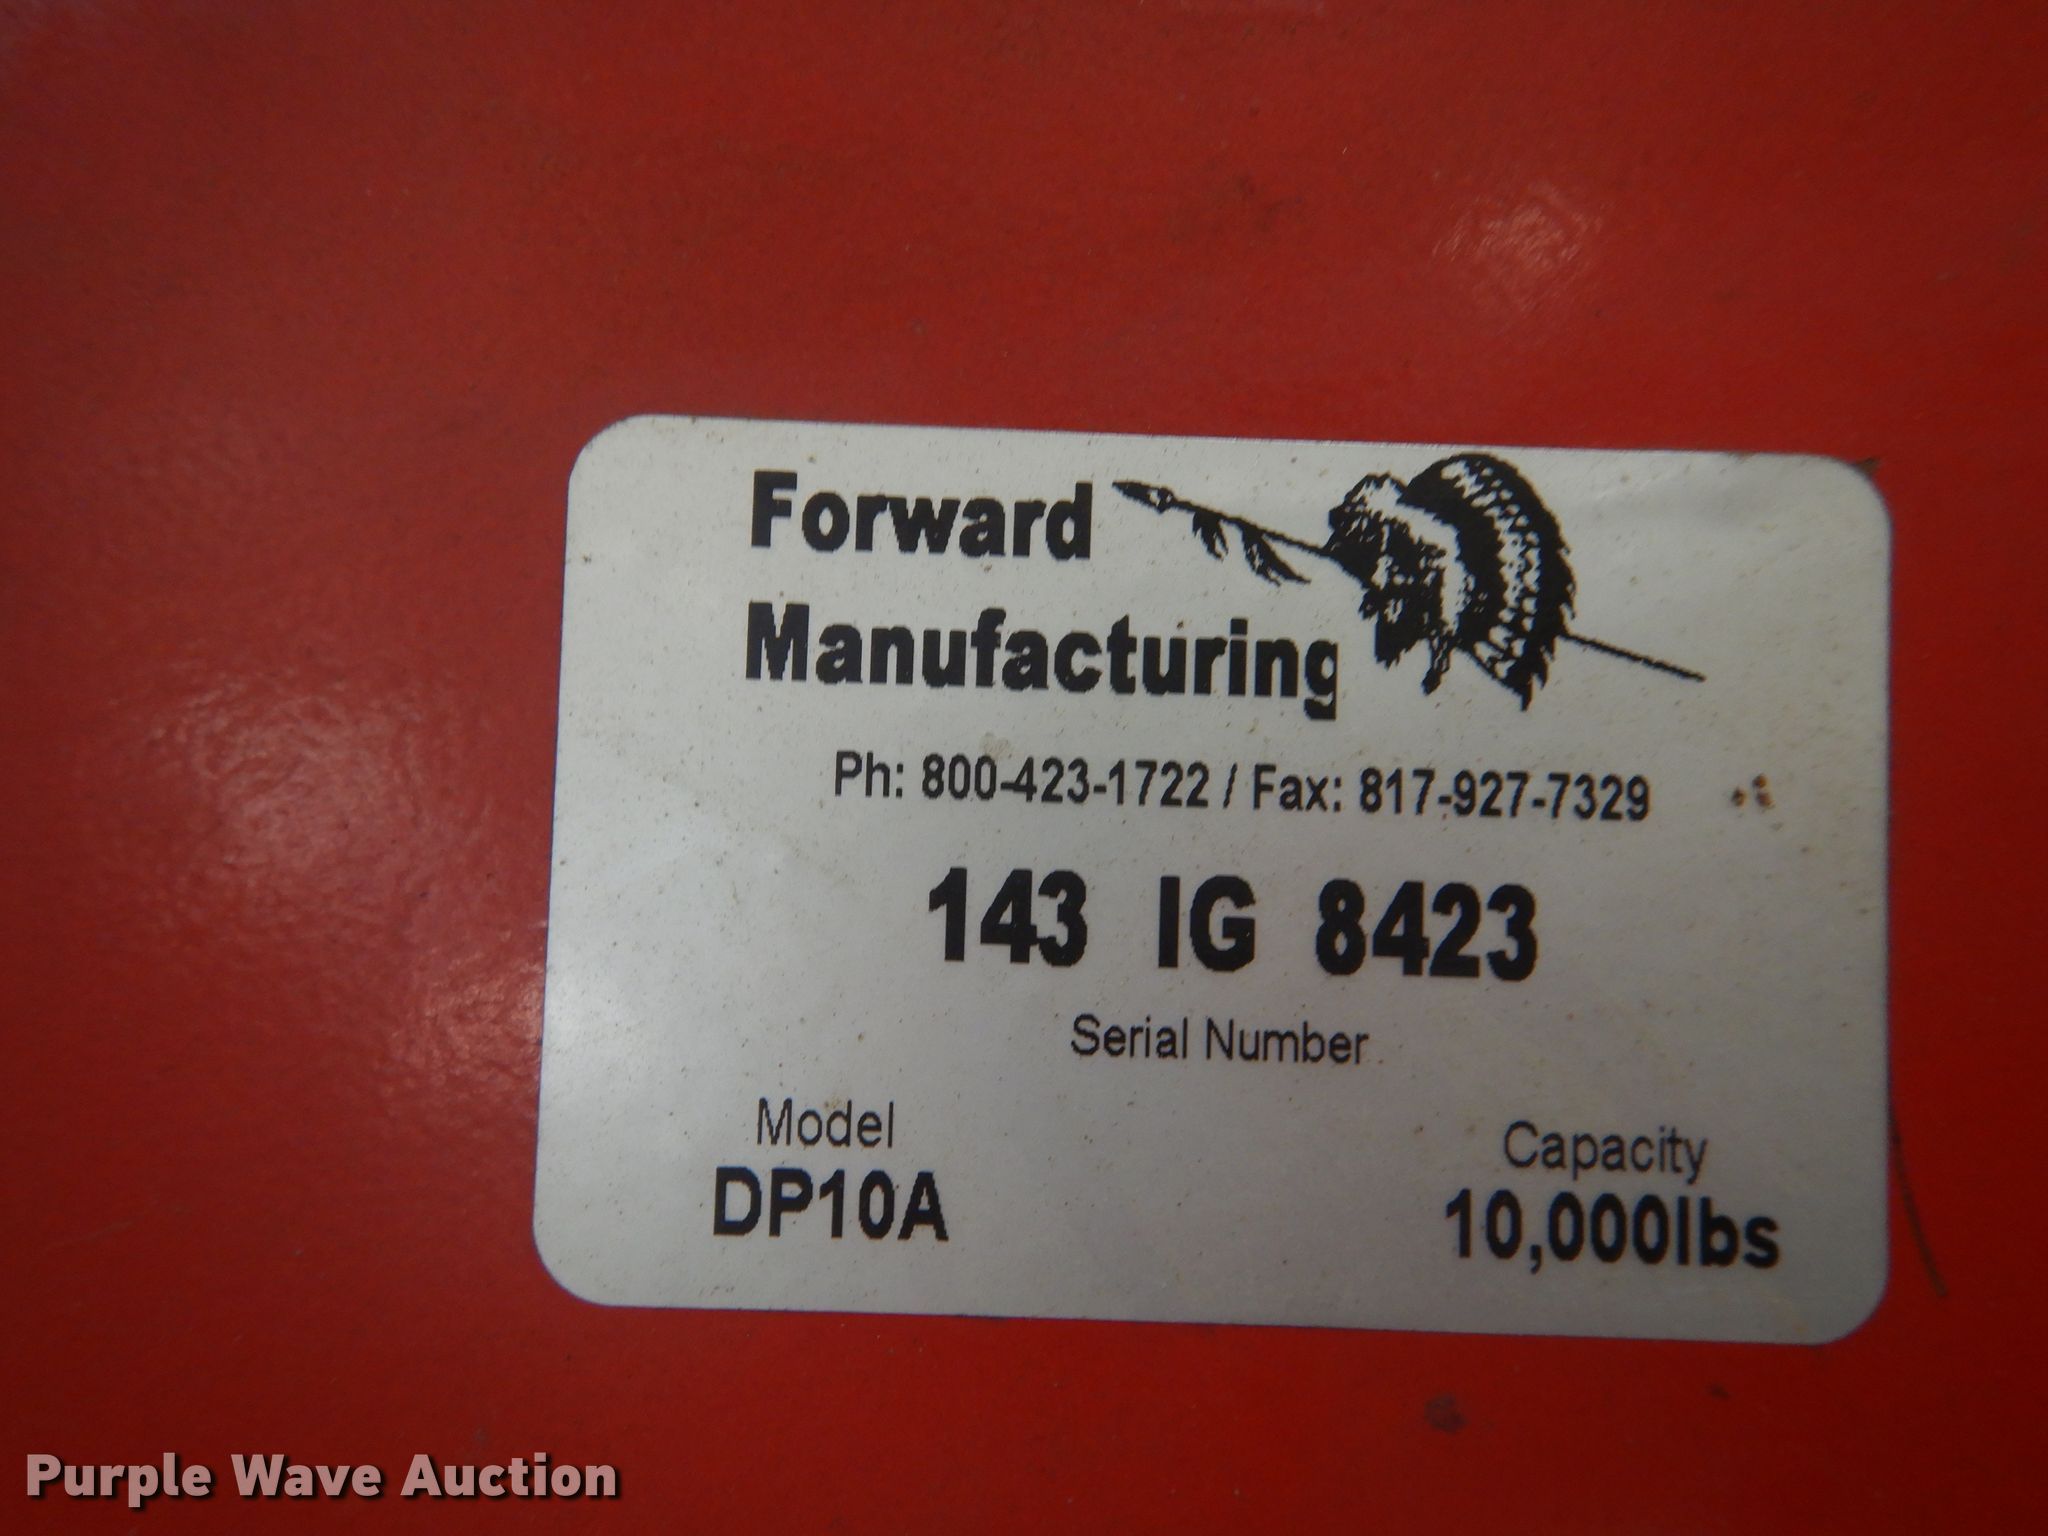 Forward
Manufacturing
Ph: 800-423-1722 / Fax: 817-927-7329
143 IG 8423
Serial Number
Model
DP10A
Capacity
10,000lbs
Purple Wave Auction